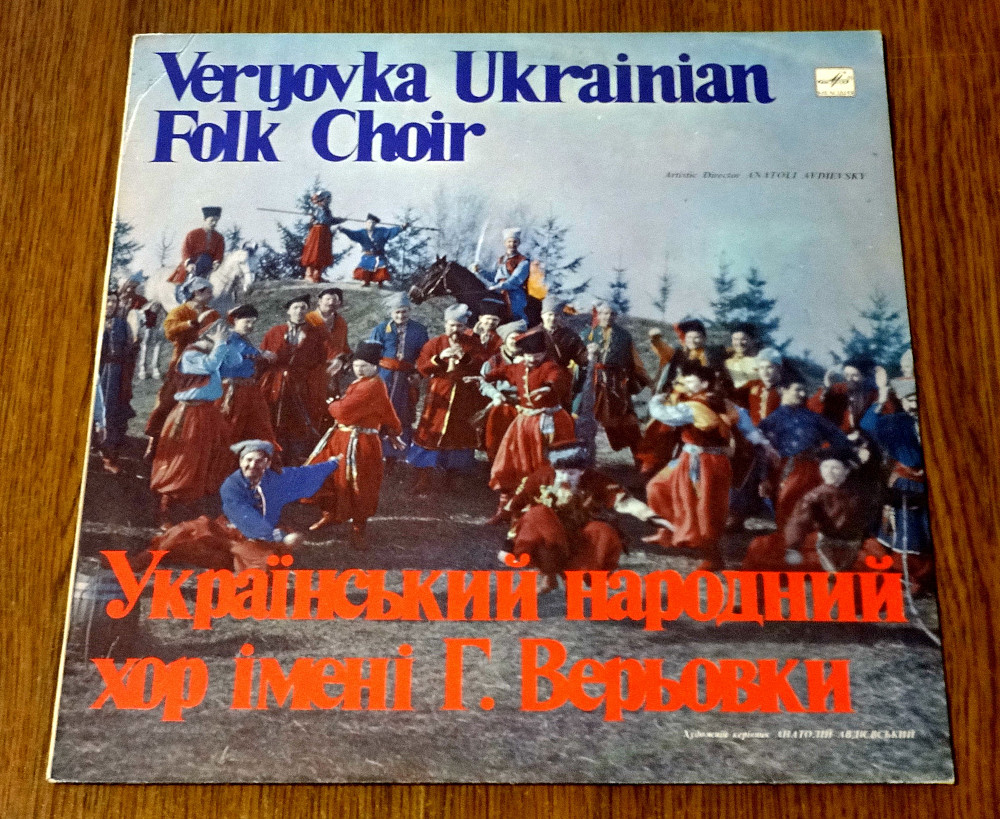 Veryovka Ukrainian
Folk Choir
Artistic Director ANATOLI AVDIEVSKY
Український народний
хор імені Г. Верьовки
Художній керівник АНАТОЛІЙ АВДІЄВСЬКИЙ